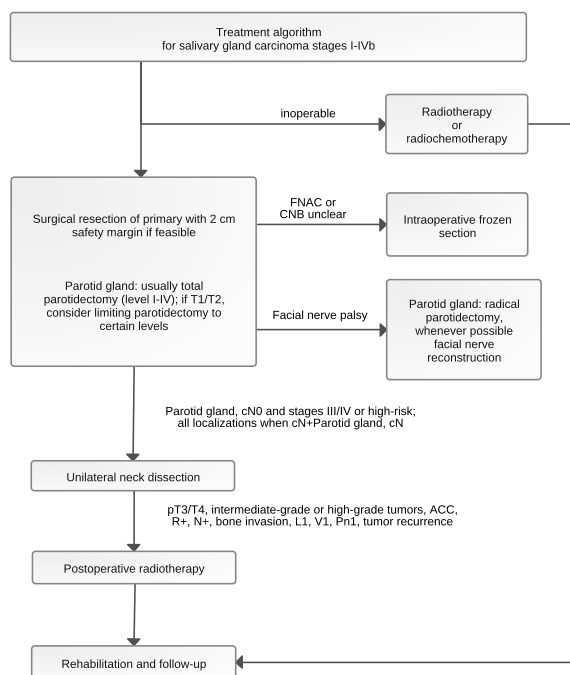 Treatment algorithm
for salivary gland carcinoma stages I-IVb
inoperable
Radiotherapy
or
radiochemotherapy
Surgical resection of primary with 2 cm
safety margin if feasible
Parotid gland: usually total
parotidectomy (level I-IV); if T1/T2,
consider limiting parotidectomy to
certain levels
FNAC or
CNB unclear
Intraoperative frozen
section
Facial nerve palsy
Parotid gland: radical
parotidectomy,
whenever possible
facial nerve
reconstruction
Parotid gland, cN0 and stages III/IV or high-risk;
all localizations when cN+Parotid gland, cN
Unilateral neck dissection
pT3/T4, intermediate-grade or high-grade tumors, ACC,
R+, N+, bone invasion, L1, V1, Pn1, tumor recurrence
Postoperative radiotherapy
Rehabilitation and follow-up